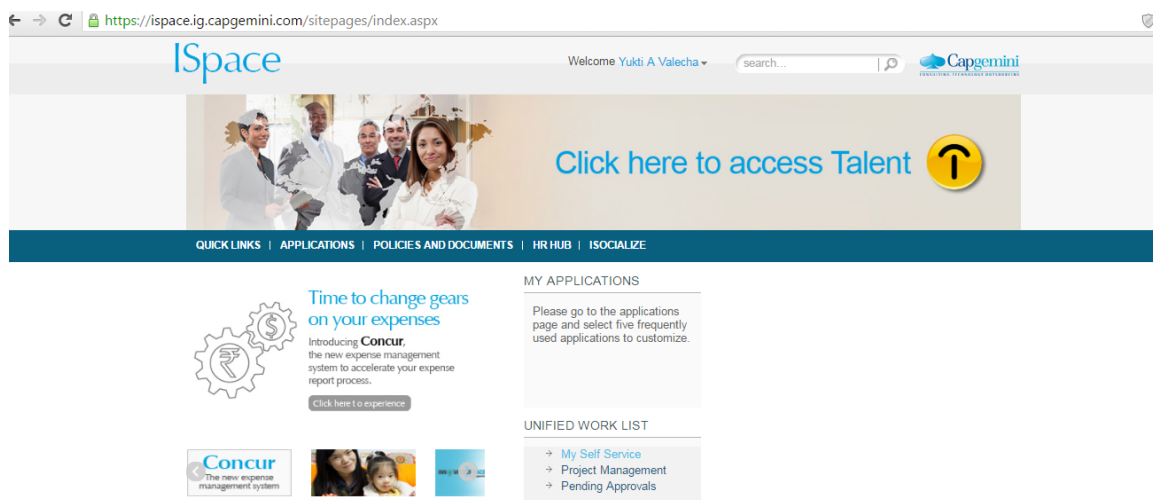 https://ispace.ig.capgemini.com/sitepages/index.aspx
ISpace
Welcome Yukti A Valecha
search...
Capgemini
CONSULTING. TECHNOLOGY. OUTSOURCING
Click here to access Talent
QUICK LINKS | APPLICATIONS | POLICIES AND DOCUMENTS | HR HUB | ISOCIALIZE
Time to change gears
on your expenses
Introducing Concur,
the new expense management
system to accelerate your expense
report process.
Click here t o experience
MY APPLICATIONS
Please go to the applications
page and select five frequently
used applications to customize.
UNIFIED WORK LIST
My Self Service
Project Management
Pending Approvals
Concur
The new expense
management system